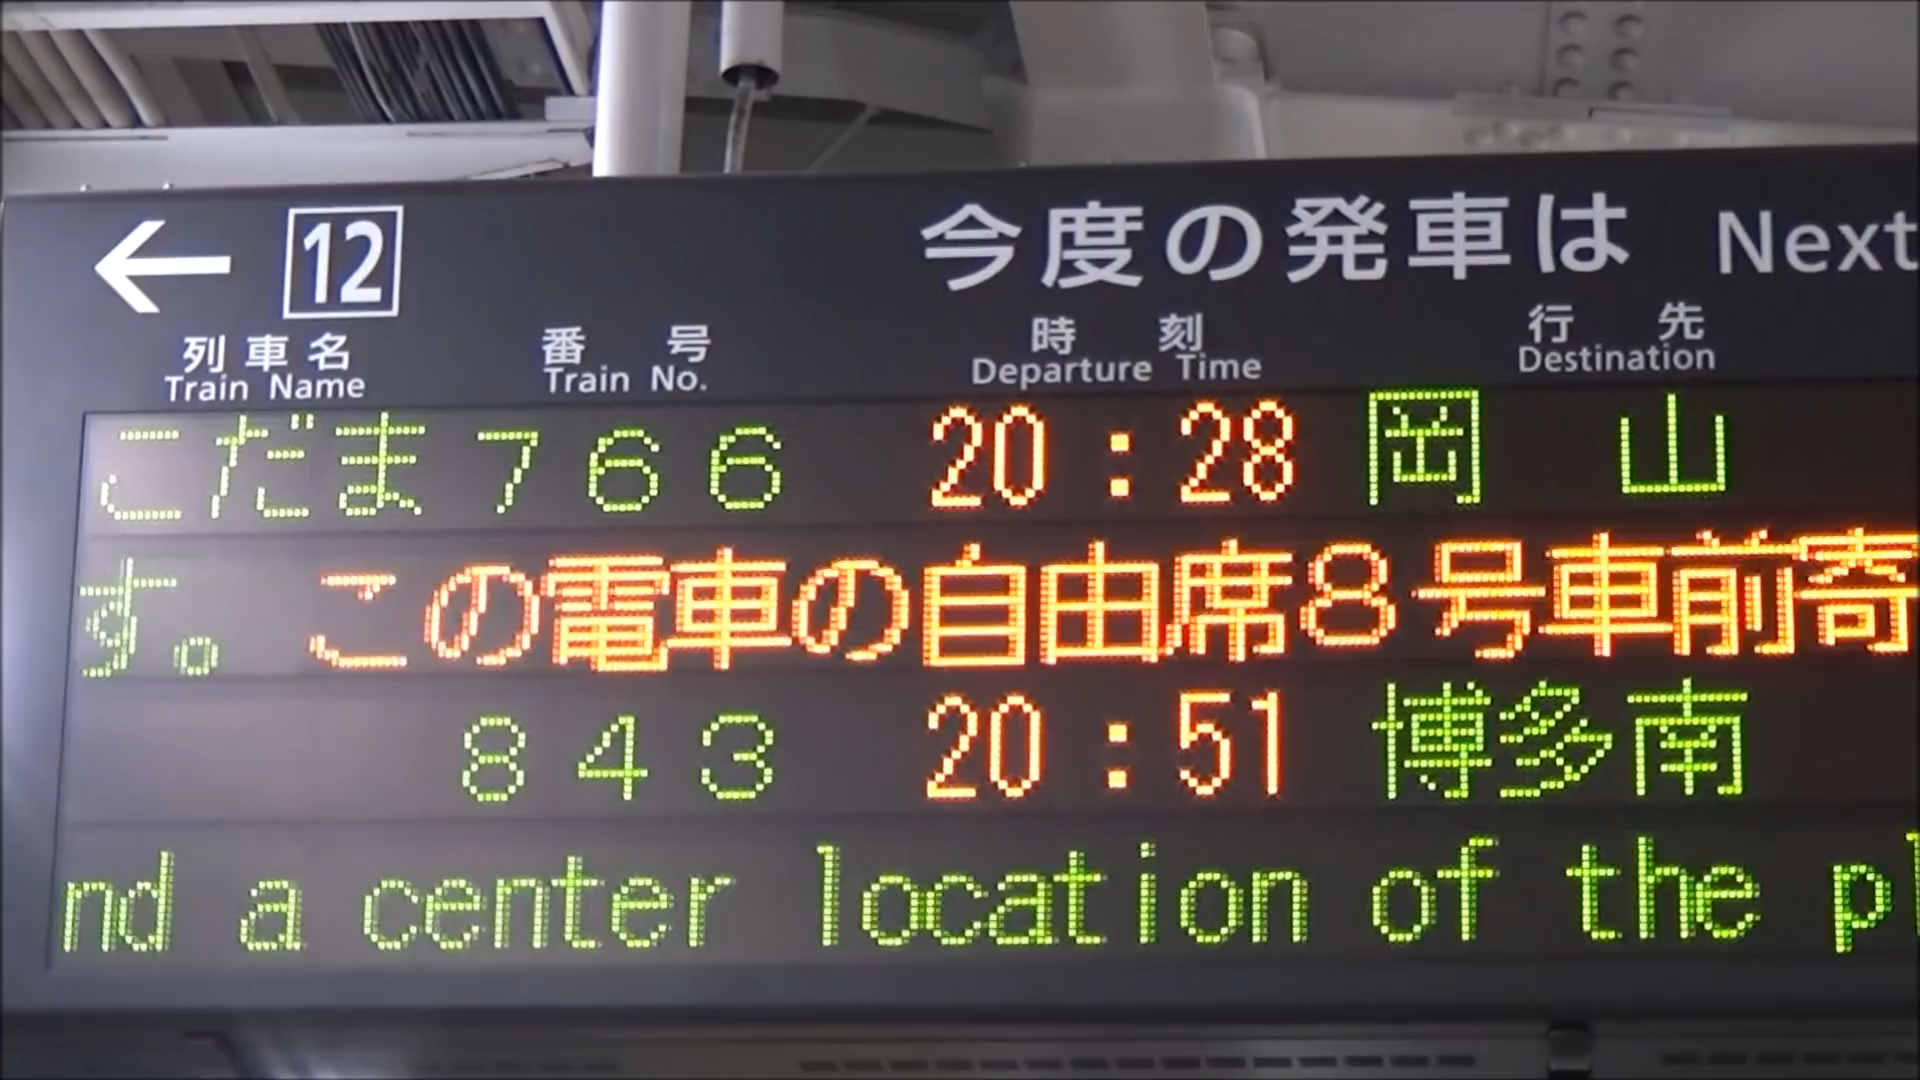 ← 12 今度の発車は Next
列車名 番号 時刻 行先
Train Name Train No. Departure Time Destination
こだま 766 20:28 岡山
す。 この電車の自由席8号車前寄
843 20:51 博多南
nd a center location of the pl